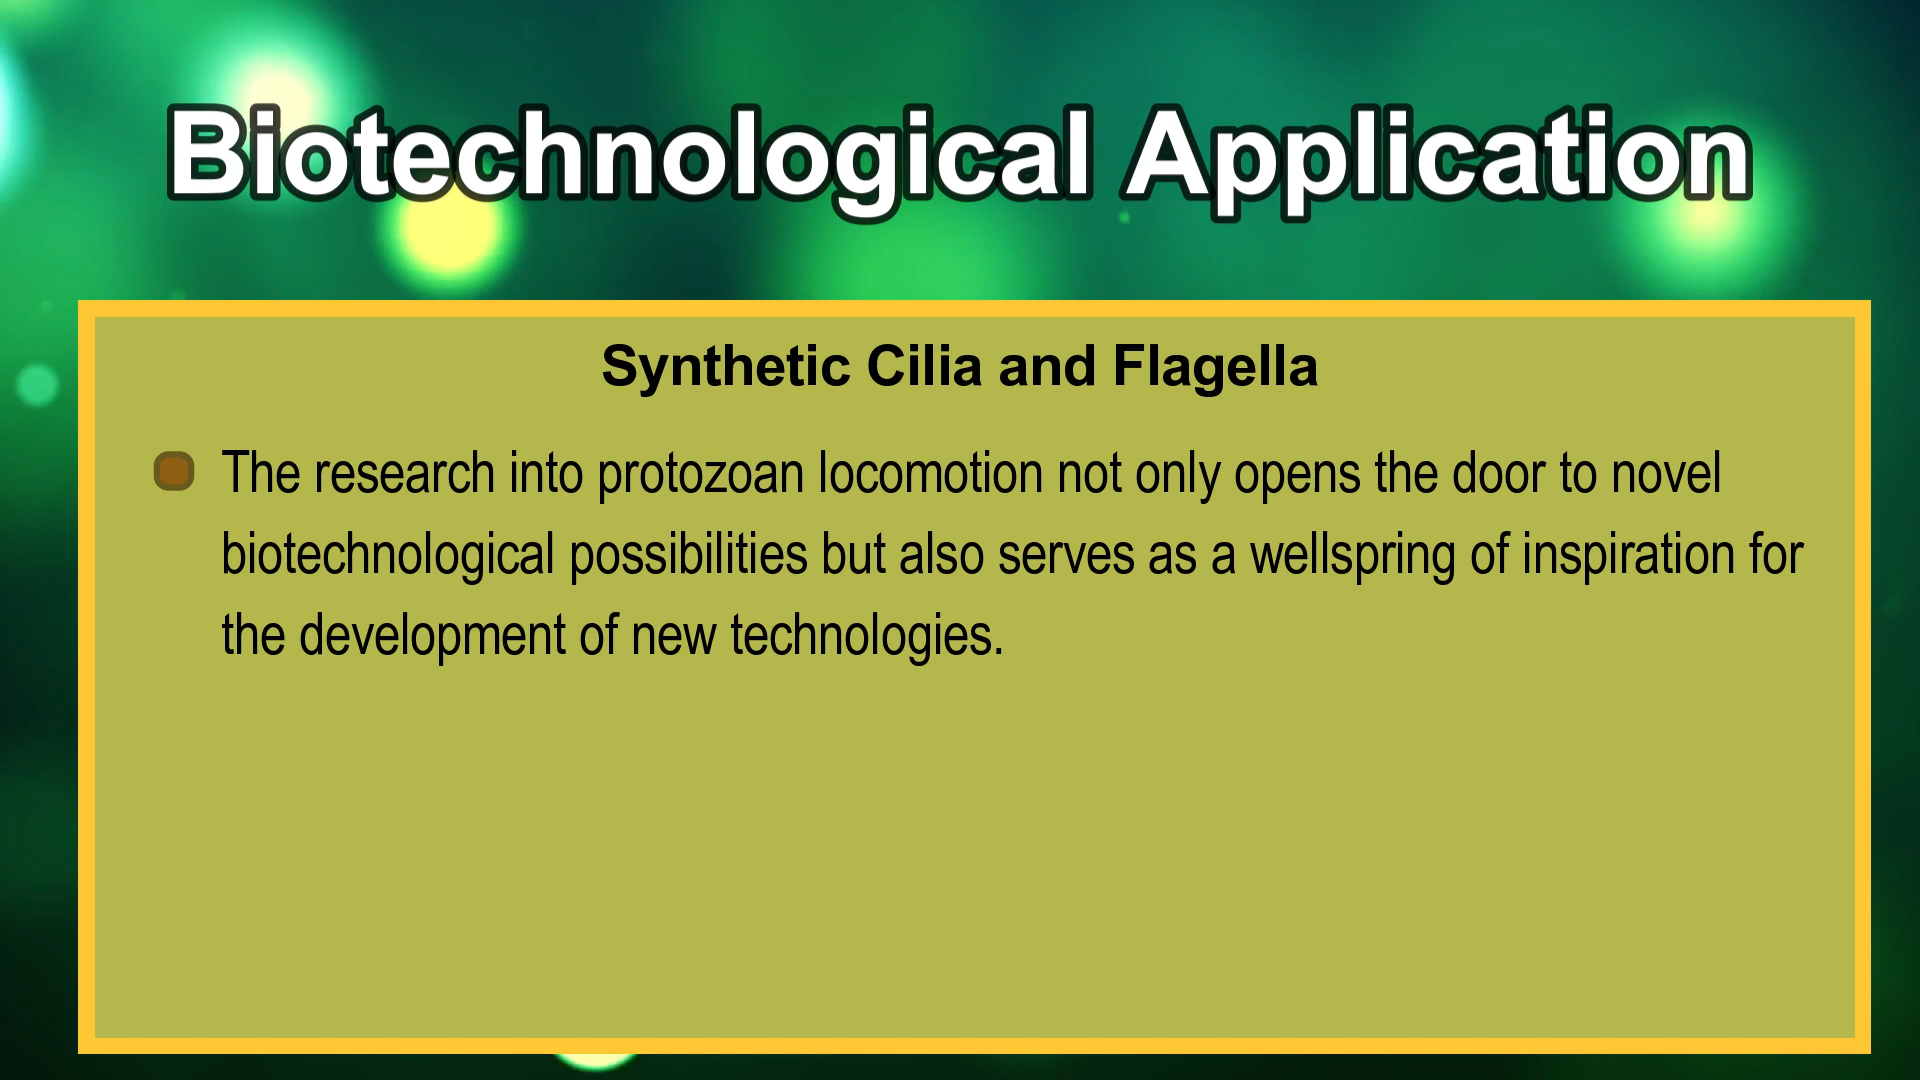 Biotechnological Application
Synthetic Cilia and Flagella
The research into protozoan locomotion not only opens the door to novel
biotechnological possibilities but also serves as a wellspring of inspiration for
the development of new technologies.